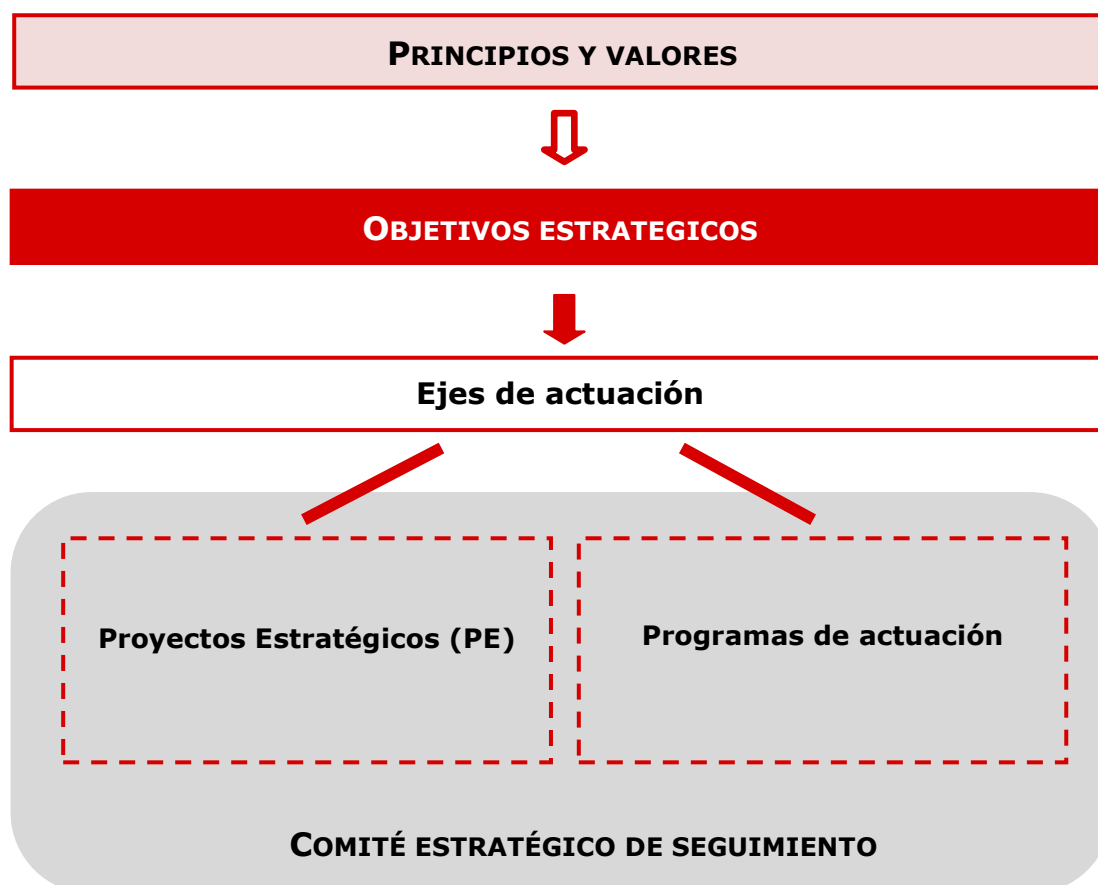 PRINCIPIOS Y VALORES
OBJETIVOS ESTRATEGICOS
Ejes de actuación
Proyectos Estratégicos (PE)
Programas de actuación
COMITÉ ESTRATÉGICO DE SEGUIMIENTO